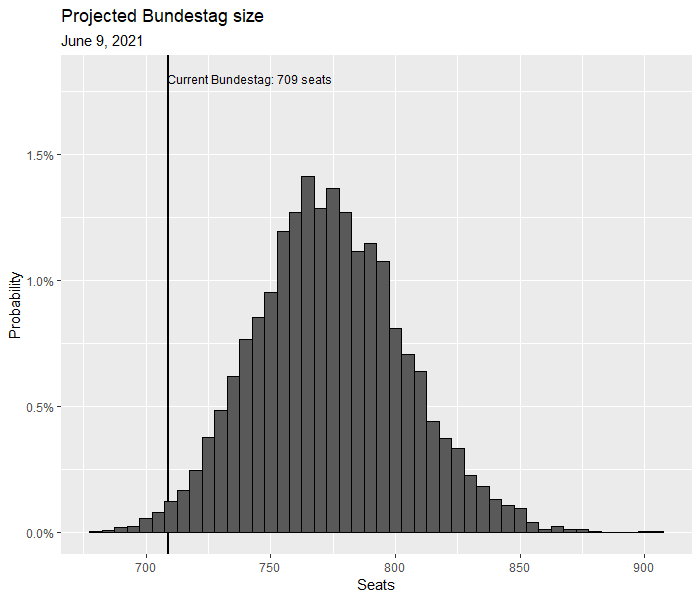 Projected Bundestag size
June 9, 2021
Current Bundestag: 709 seats
1.5%
1.0%
0.5%
0.0%
Probability
700 750 800 850 900
Seats